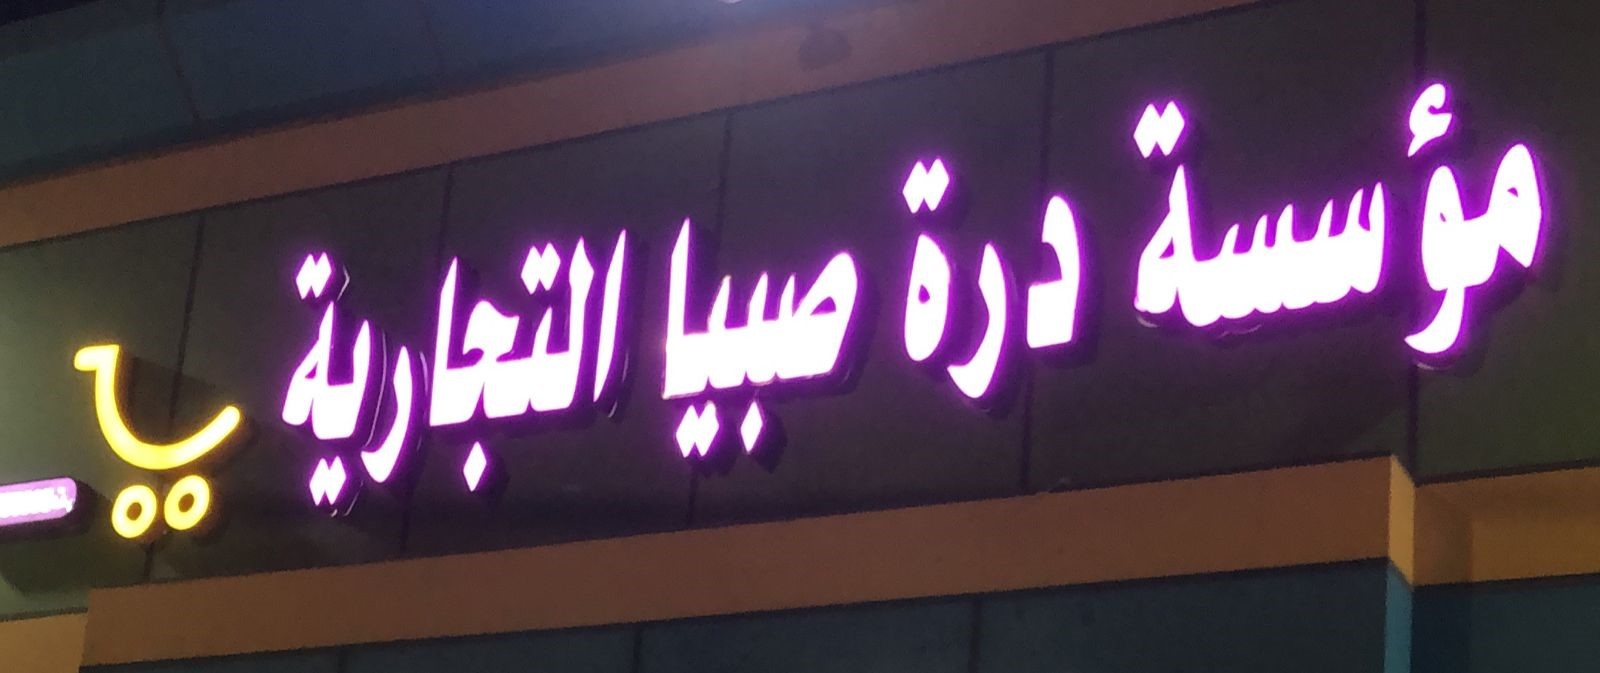 مؤسسة درة صبيا التجارية